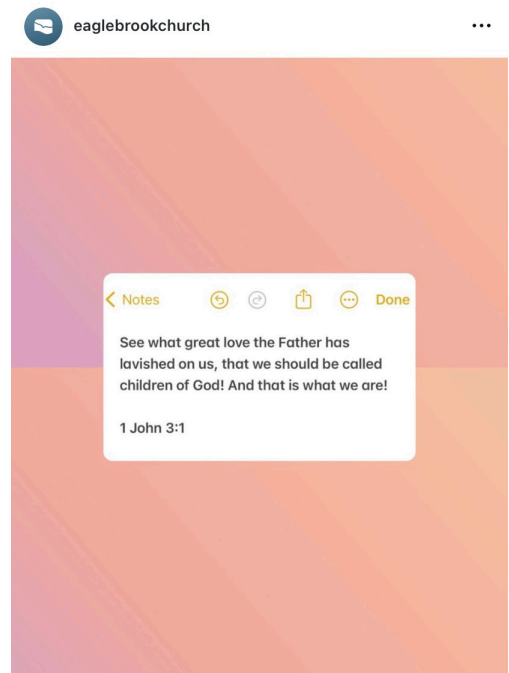 eaglebrookchurch
Notes Done
See what great love the Father has
lavished on us, that we should be called
children of God! And that is what we are!
1 John 3:1